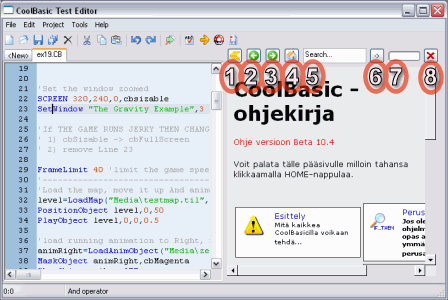 CoolBasic Test Editor
File Project Tools Help
<New> ex19.CB
Search...
1 2 3 4 5 6 7 8
19
20
21 'Set the window zoomed
22 SCREEN 320,240,0,cbSizable
23 SetWindow "The Gravity Example",3
24
25 'If THE GAME RUNS JERKY THEN CHAN
26 ' 1) cbSizable -> cbFullScreen
27 ' 2) remove Line 23
28
29 FrameLimit 40 'limit the game spee
30 '
31 'Load the map, move it up And anim
32 level=LoadMap("Media\testmap.til",
33 PositionObject level,0,50
34 PlayObject level,0,0,0.5
35
36 'load running animation to Right,
37 animRight=LoadAnimObject("Media\ze
38 MaskObject animRight,cbMagenta
CoolBasic -
ohjekirja
Ohje versioon Beta 10.4
Voit palata tälle pääsivulle milloin tahansa
klikkaamalla HOME-nappulaa.
Esittely
Mitä kaikkea
CoolBasicilla voikaan
tehdä...
IF_THEN
Perus
Jos ole
ohjelm
opas a
ymmä
perusa
0:0 And operator